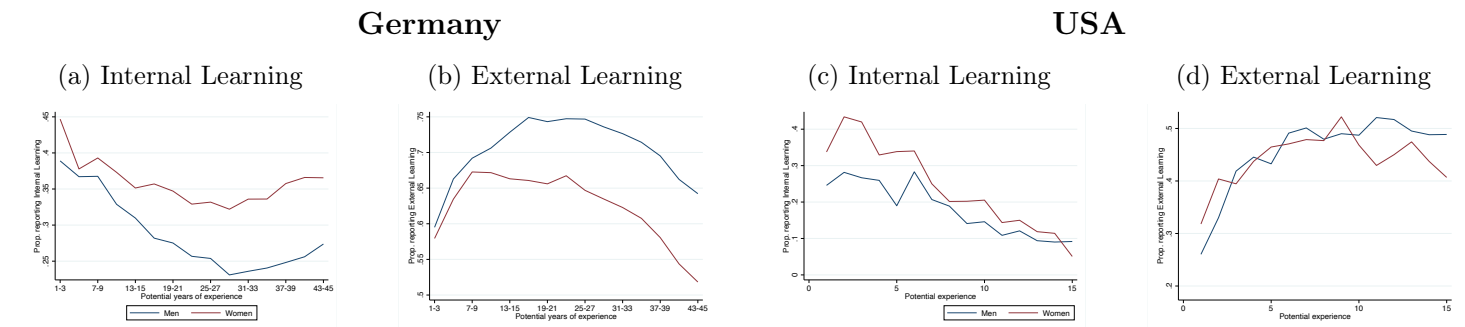 Germany
USA
(a) Internal Learning
(b) External Learning
(c) Internal Learning
(d) External Learning
Prop. reporting Internal Learning
.45
.4
.35
.3
.25
1-3 7-9 13-15 19-21 25-27 31-33 37-39 43-45
Potential years of experience
Men Women
Prop. reporting External Learning
.75
.7
.65
.6
.55
.5
1-3 7-9 13-15 19-21 25-27 31-33 37-39 43-45
Potential years of experience
Prop. reporting Internal Learning
.4
.3
.2
.1
0
0 5 10 15
Potential experience
Men Women
Prop. reporting External Learning
.5
.4
.3
.2
0 5 10 15
Potential experience